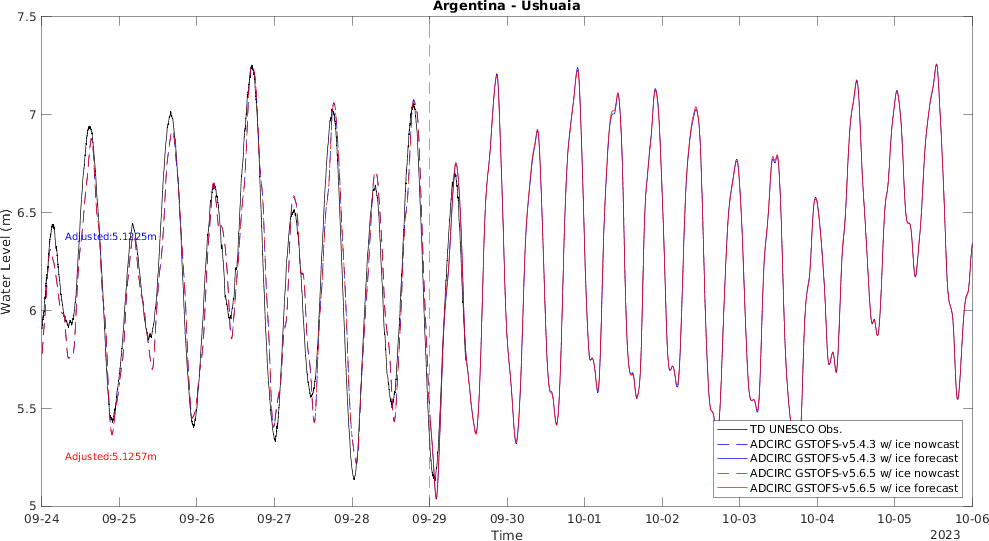 Argentina - Ushuaia
7.5
7
6.5
6
5.5
5
Water Level (m)
Adjusted:5.1325m
Adjusted:5.1257m
TD UNESCO Obs.
ADCIRC GSTOFS-v5.4.3 w/ ice nowcast
ADCIRC GSTOFS-v5.4.3 w/ ice forecast
ADCIRC GSTOFS-v5.6.5 w/ ice nowcast
ADCIRC GSTOFS-v5.6.5 w/ ice forecast
09-24 09-25 09-26 09-27 09-28 09-29 09-30 10-01 10-02 10-03 10-04 10-05 10-06
Time
2023